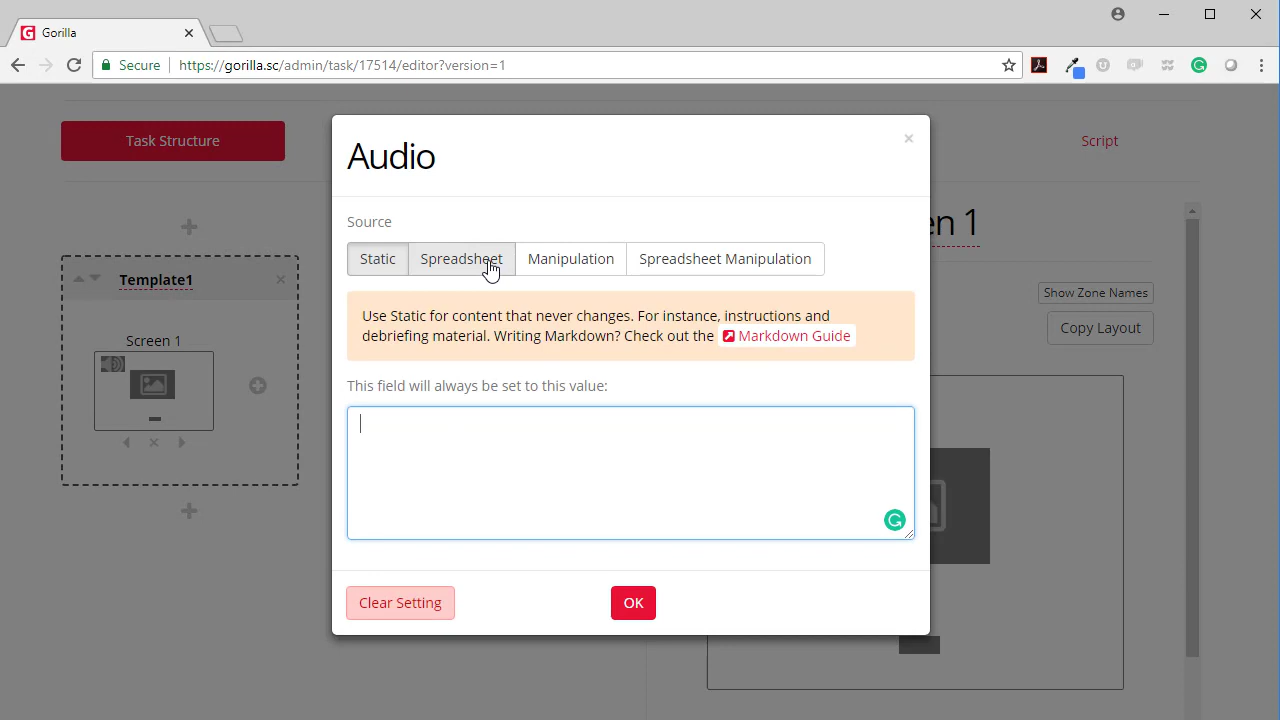 Gorilla
Secure
https://gorilla.sc/admin/task/17514/editor?version=1
Task Structure
Script
Audio
en 1
Source
Static
Spreadsheet
Manipulation
Spreadsheet Manipulation
Template1
Show Zone Names
Use Static for content that never changes. For instance, instructions and
debriefing material. Writing Markdown? Check out the Markdown Guide
Copy Layout
Screen 1
This field will always be set to this value:
Clear Setting
OK